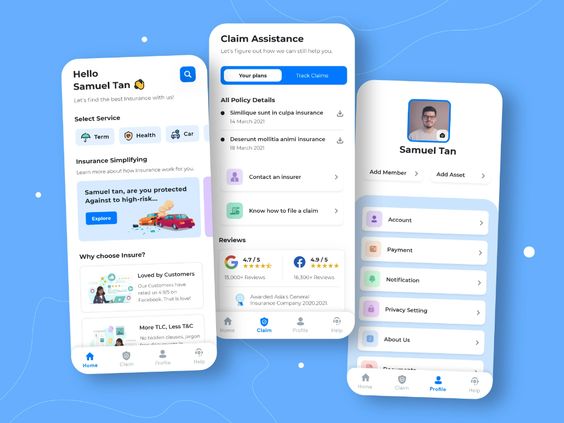 Hello
Samuel Tan
Let's find the best Insurance with us!
Select Service
Term
Health
Car
Insurance Simplifying
Learn more about how Insurance work for you.
Samuel tan, are you protected
Against to high-risk...
Explore
Why choose Insure?
Loved by Customers
Our Customers have
rated us 4.9/5 on
Facebook. That is love!
More TLC, Less T&C
No hidden clauses, jargon
Home
Claim
Profile
Help
Claim Assistance
Let's figure out how we can still help you.
Your plans
Track Claims
All Policy Details
Similique sunt in culpa insurance
14 March 2021
Deserunt mollitia animi insurance
18 March 2021
Contact an insurer
Know how to file a claim
Reviews
4.7 / 5
13,000+ Reviews
4.9 / 5
16,300+ Reviews
Awarded Asia's General
Insurance Company 2020,2021
Home
Claim
Profile
Help
Samuel Tan
Add Member
Add Asset
Account
Payment
Notification
Privacy Setting
About Us
Documents
Home
Claim
Profile
Help